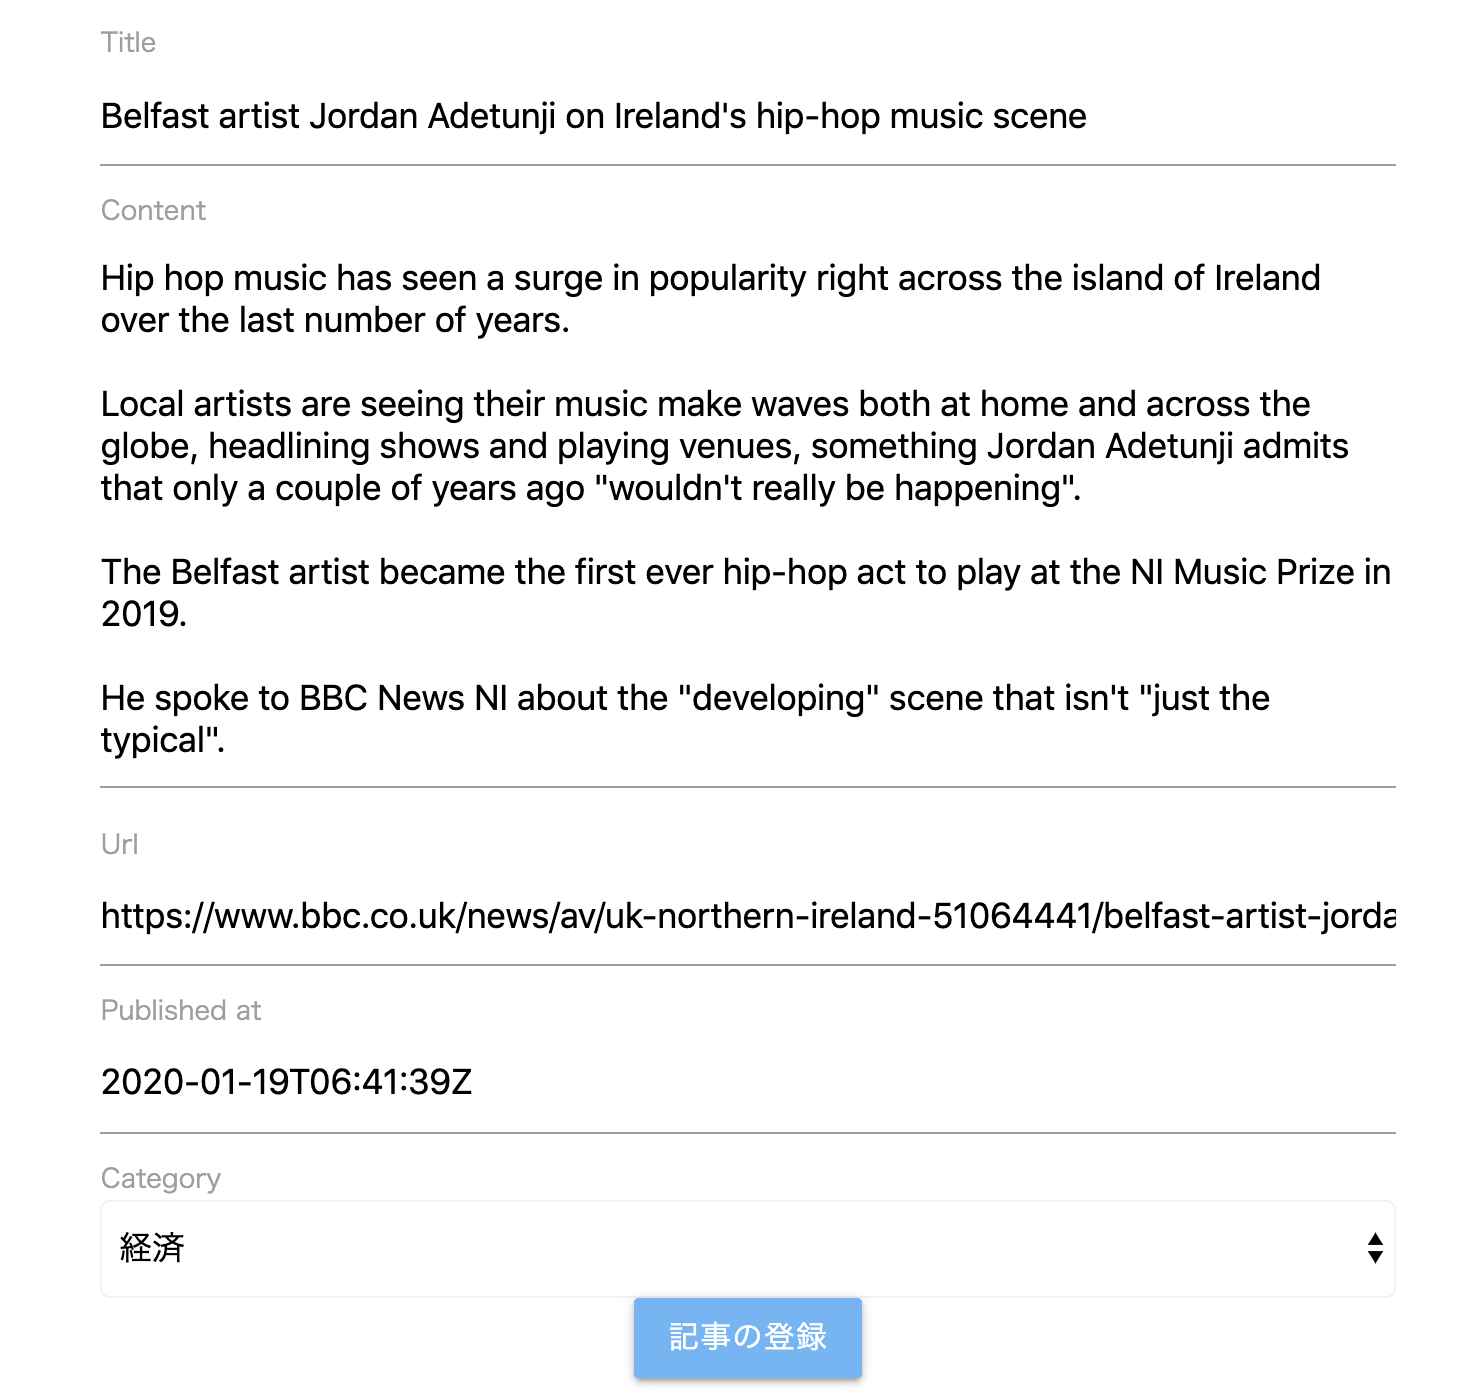 Title
Belfast artist Jordan Adetunji on Ireland's hip-hop music scene
Content
Hip hop music has seen a surge in popularity right across the island of Ireland
over the last number of years.
Local artists are seeing their music make waves both at home and across the
globe, headlining shows and playing venues, something Jordan Adetunji admits
that only a couple of years ago "wouldn't really be happening".
The Belfast artist became the first ever hip-hop act to play at the NI Music Prize in
2019.
He spoke to BBC News NI about the "developing" scene that isn't "just the
typical".
Url
https://www.bbc.co.uk/news/av/uk-northern-ireland-51064441/belfast-artist-jorda
Published at
2020-01-19T06:41:39Z
Category
経済
記事の登録